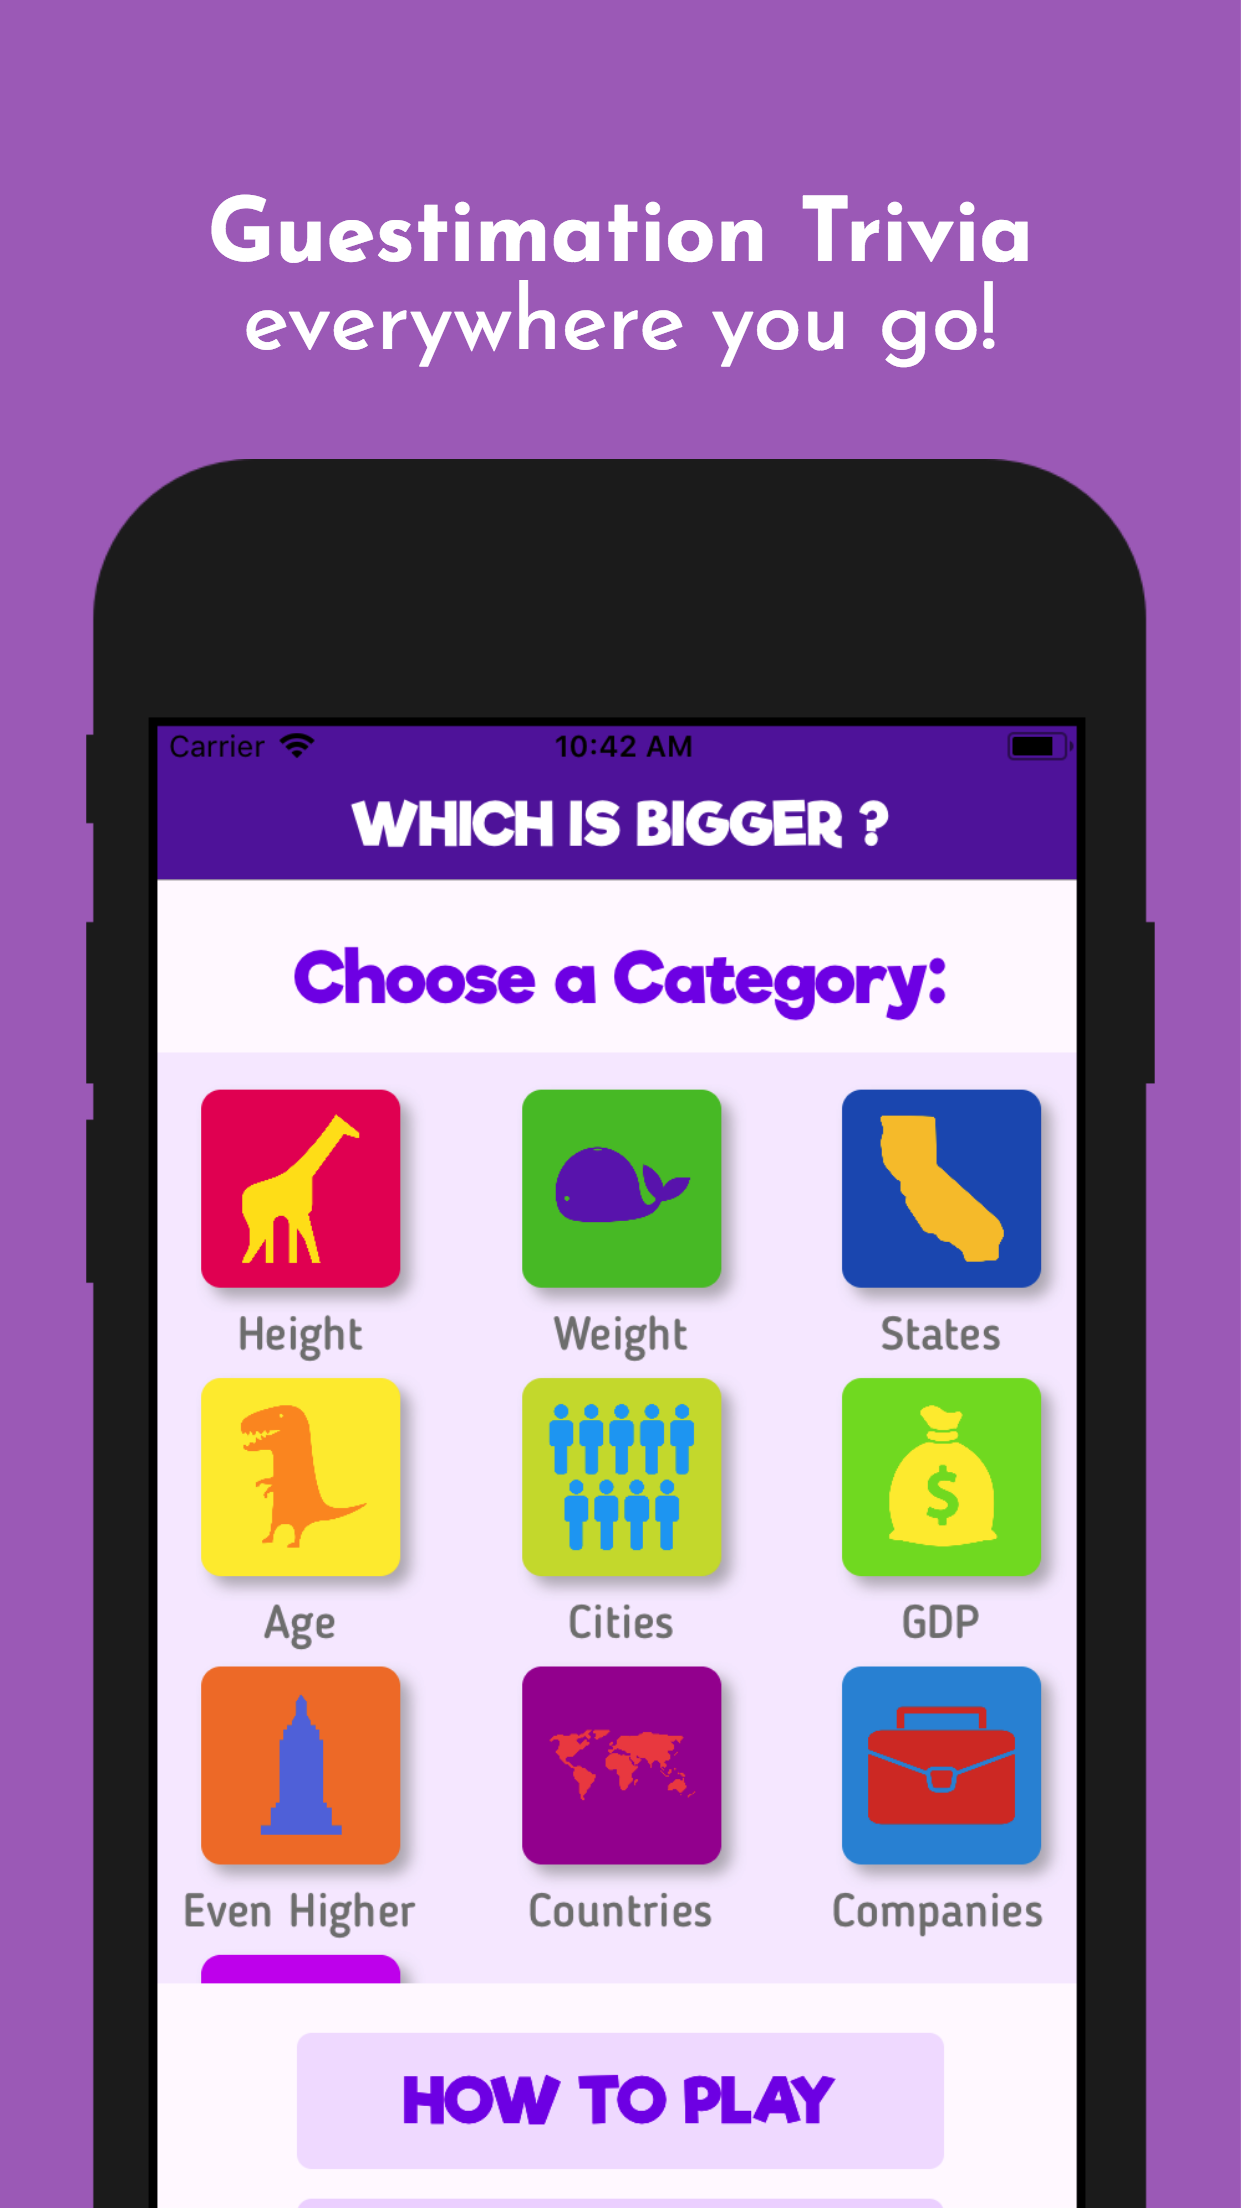 Guestimation Trivia
everywhere you go!
Carrier 10:42 AM
WHICH IS BIGGER ?
Choose a Category:
Height Weight States
$
Age Cities GDP
Even Higher Countries Companies
HOW TO PLAY